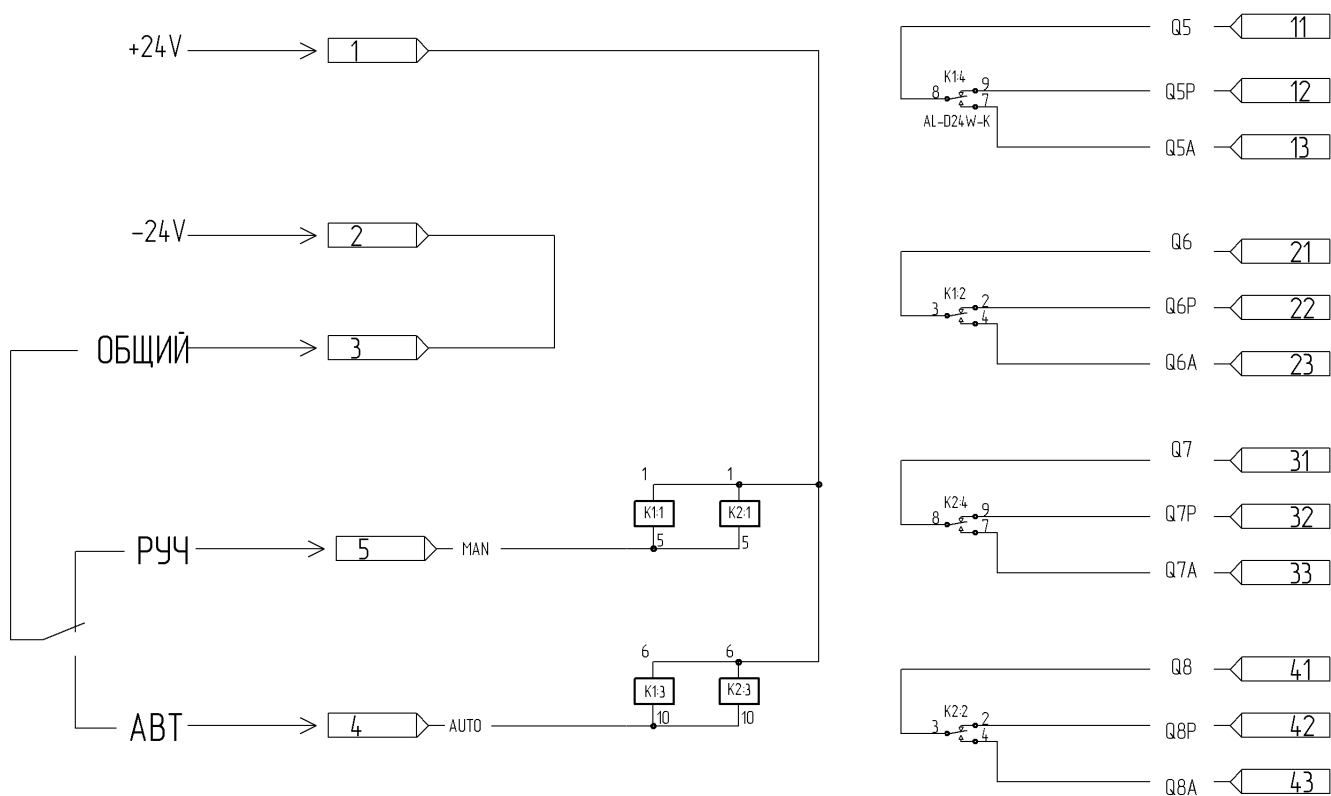 +24V 1
-24V 2
ОБЩИЙ 3
1 1
K1:1 K2:1
5 5
РУЧ 5 MAN
6 6
K1:3 K2:3
10 10
АВТ 4 AUTO
Q5 11
K1:4
8 9
7
AL-D24W-K
Q5P 12
Q5A 13
Q6 21
K1:2
3 2
4
Q6P 22
Q6A 23
Q7 31
K2:4
8 9
7
Q7P 32
Q7A 33
Q8 41
K2:2
3 2
4
Q8P 42
Q8A 43